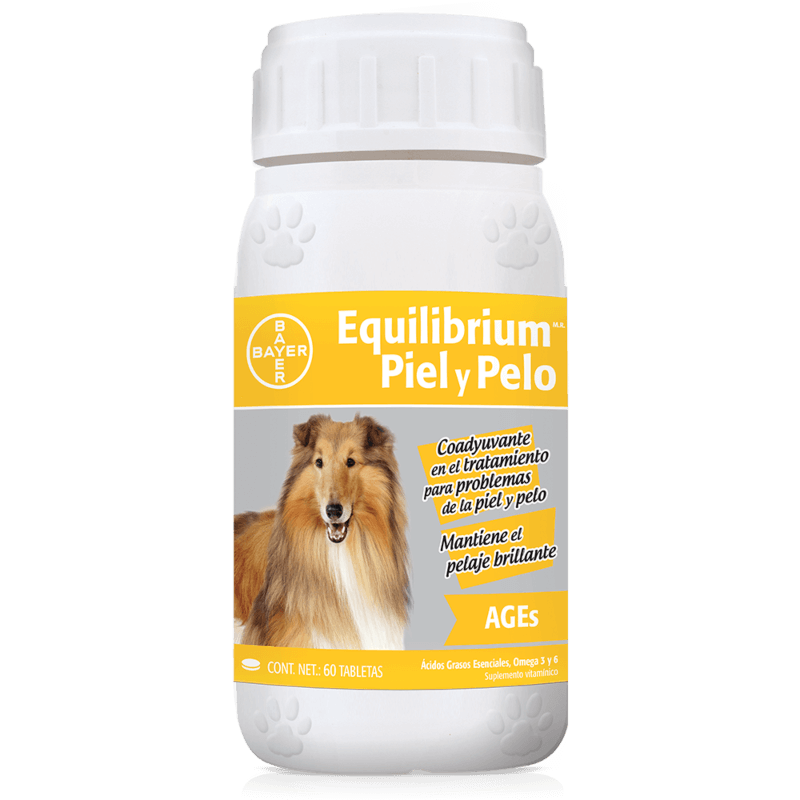 BAYER
BAYER
Equilibrium M.R.
Piel y Pelo
Coadyuvante
en el tratamiento
para problemas
de la piel y pelo
Mantiene el
pelaje brillante
AGEs
CONT. NET.: 60 TABLETAS
Ácidos Grasos Esenciales, Omega 3 y 6
Suplemento vitamínico